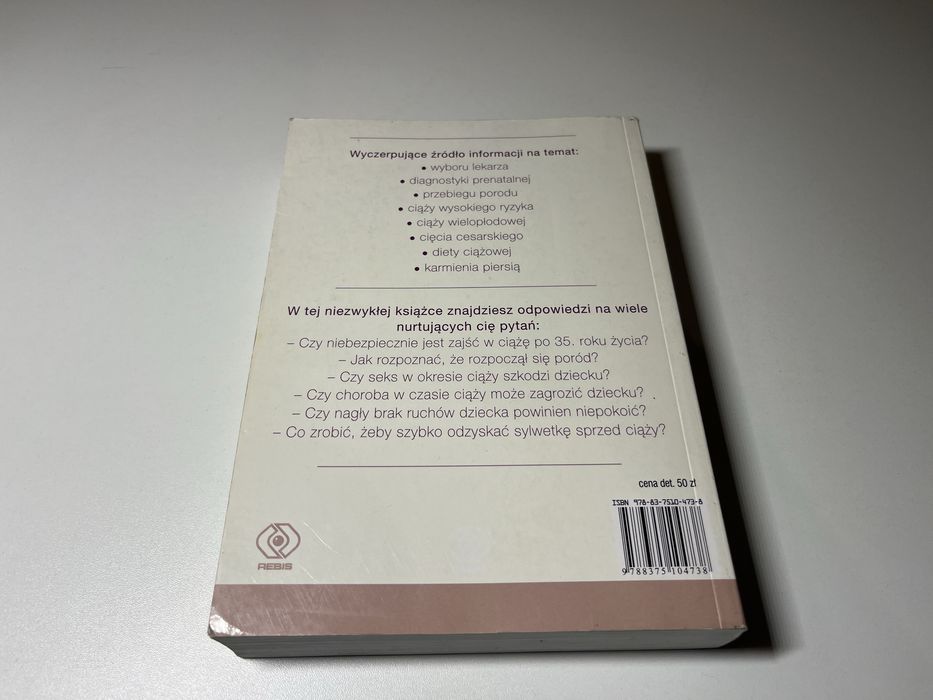 Wyczerpujące źródło informacji na temat:
• wyboru lekarza
• diagnostyki prenatalnej
• przebiegu porodu
• ciąży wysokiego ryzyka
• ciąży wielopłodowej
• cięcia cesarskiego
• diety ciążowej
• karmienia piersią
W tej niezwykłej książce znajdziesz odpowiedzi na wiele
nurtujących cię pytań:
– Czy niebezpiecznie jest zajść w ciążę po 35. roku życia?
– Jak rozpoznać, że rozpoczął się poród?
– Czy seks w okresie ciąży szkodzi dziecku?
– Czy choroba w czasie ciąży może zagrozić dziecku?
– Czy nagły brak ruchów dziecka powinien niepokoić?
– Co zrobić, żeby szybko odzyskać sylwetkę sprzed ciąży?
cena det. 50 zł
ISBN 978-83-7510-473-8
9 788375 104738
REBIS